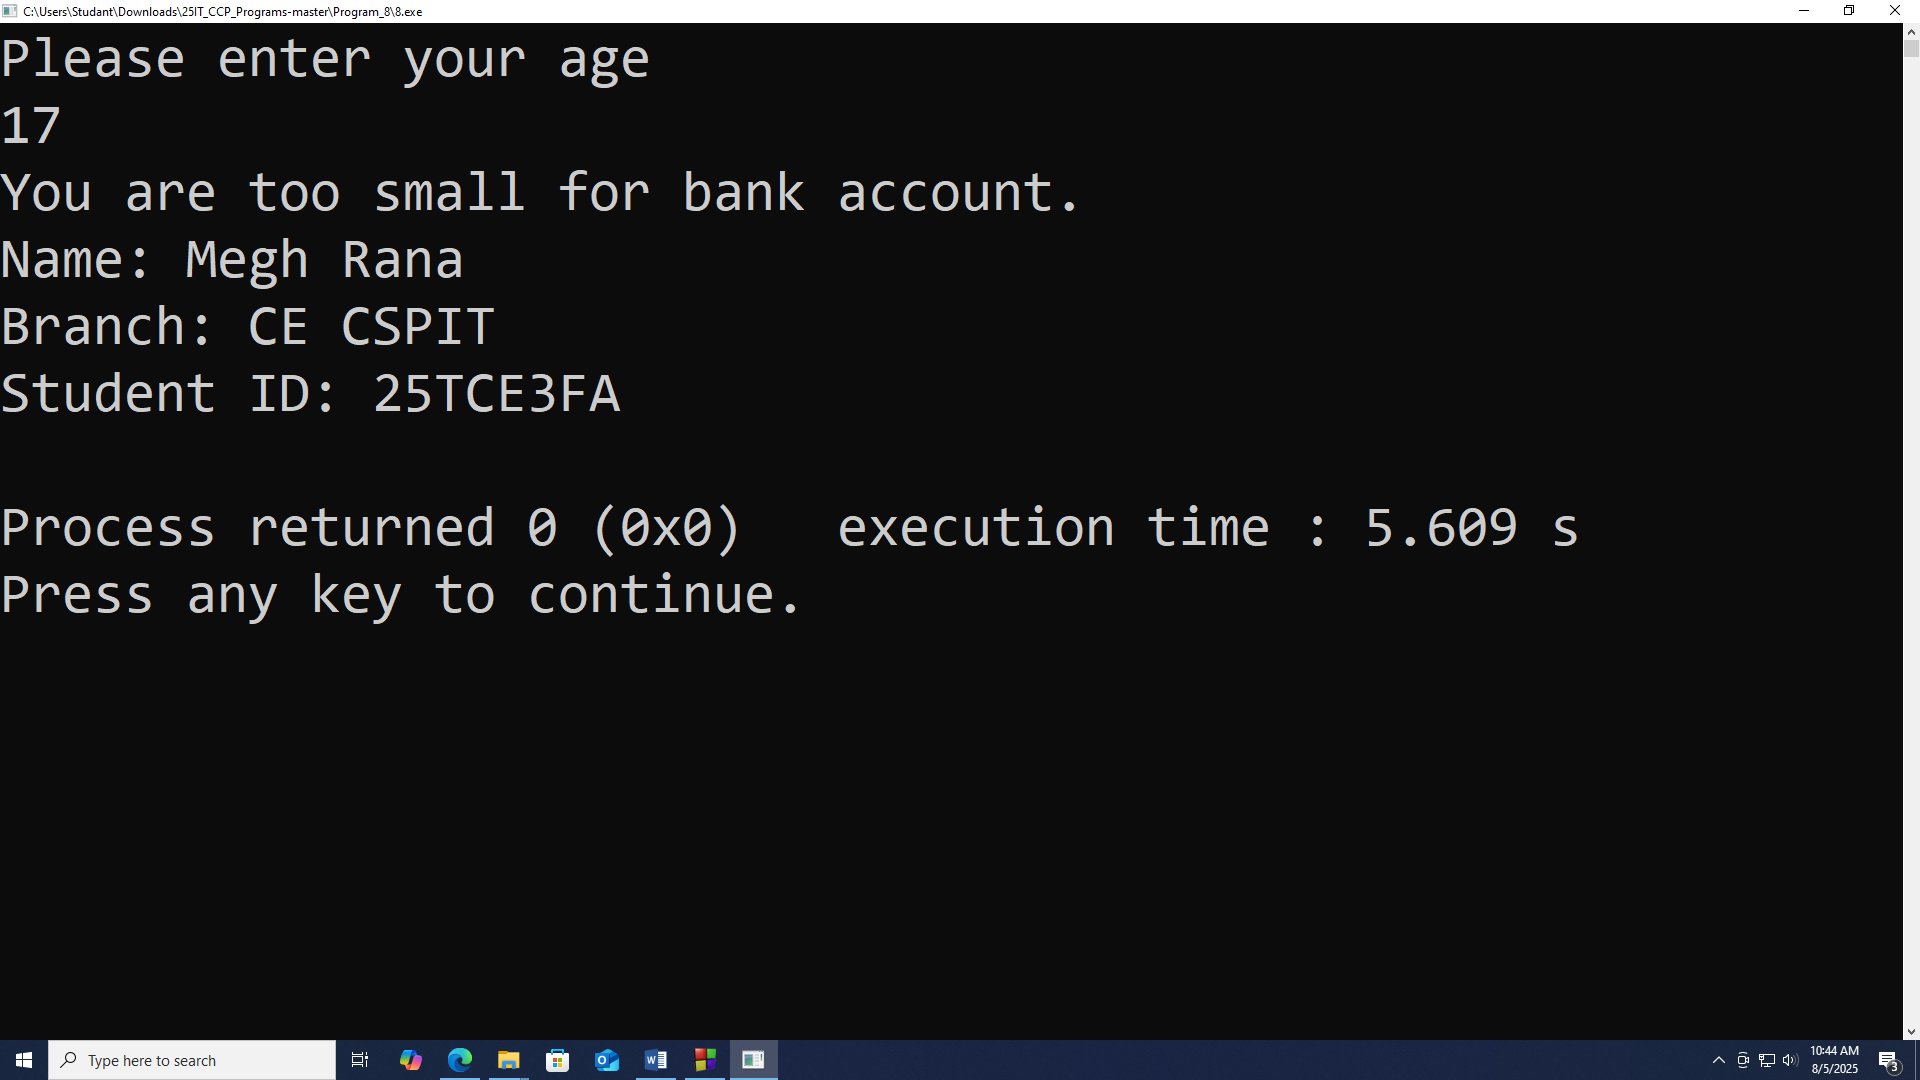 C:\Users\Studant\Downloads\25IT_CCP_Programs-master\Program_8\8.exe
Please enter your age
17
You are too small for bank account.
Name: Megh Rana
Branch: CE CSPIT
Student ID: 25TCE3FA
Process returned 0 (0x0)   execution time : 5.609 s
Press any key to continue.
Type here to search
10:44 AM
8/5/2025
3